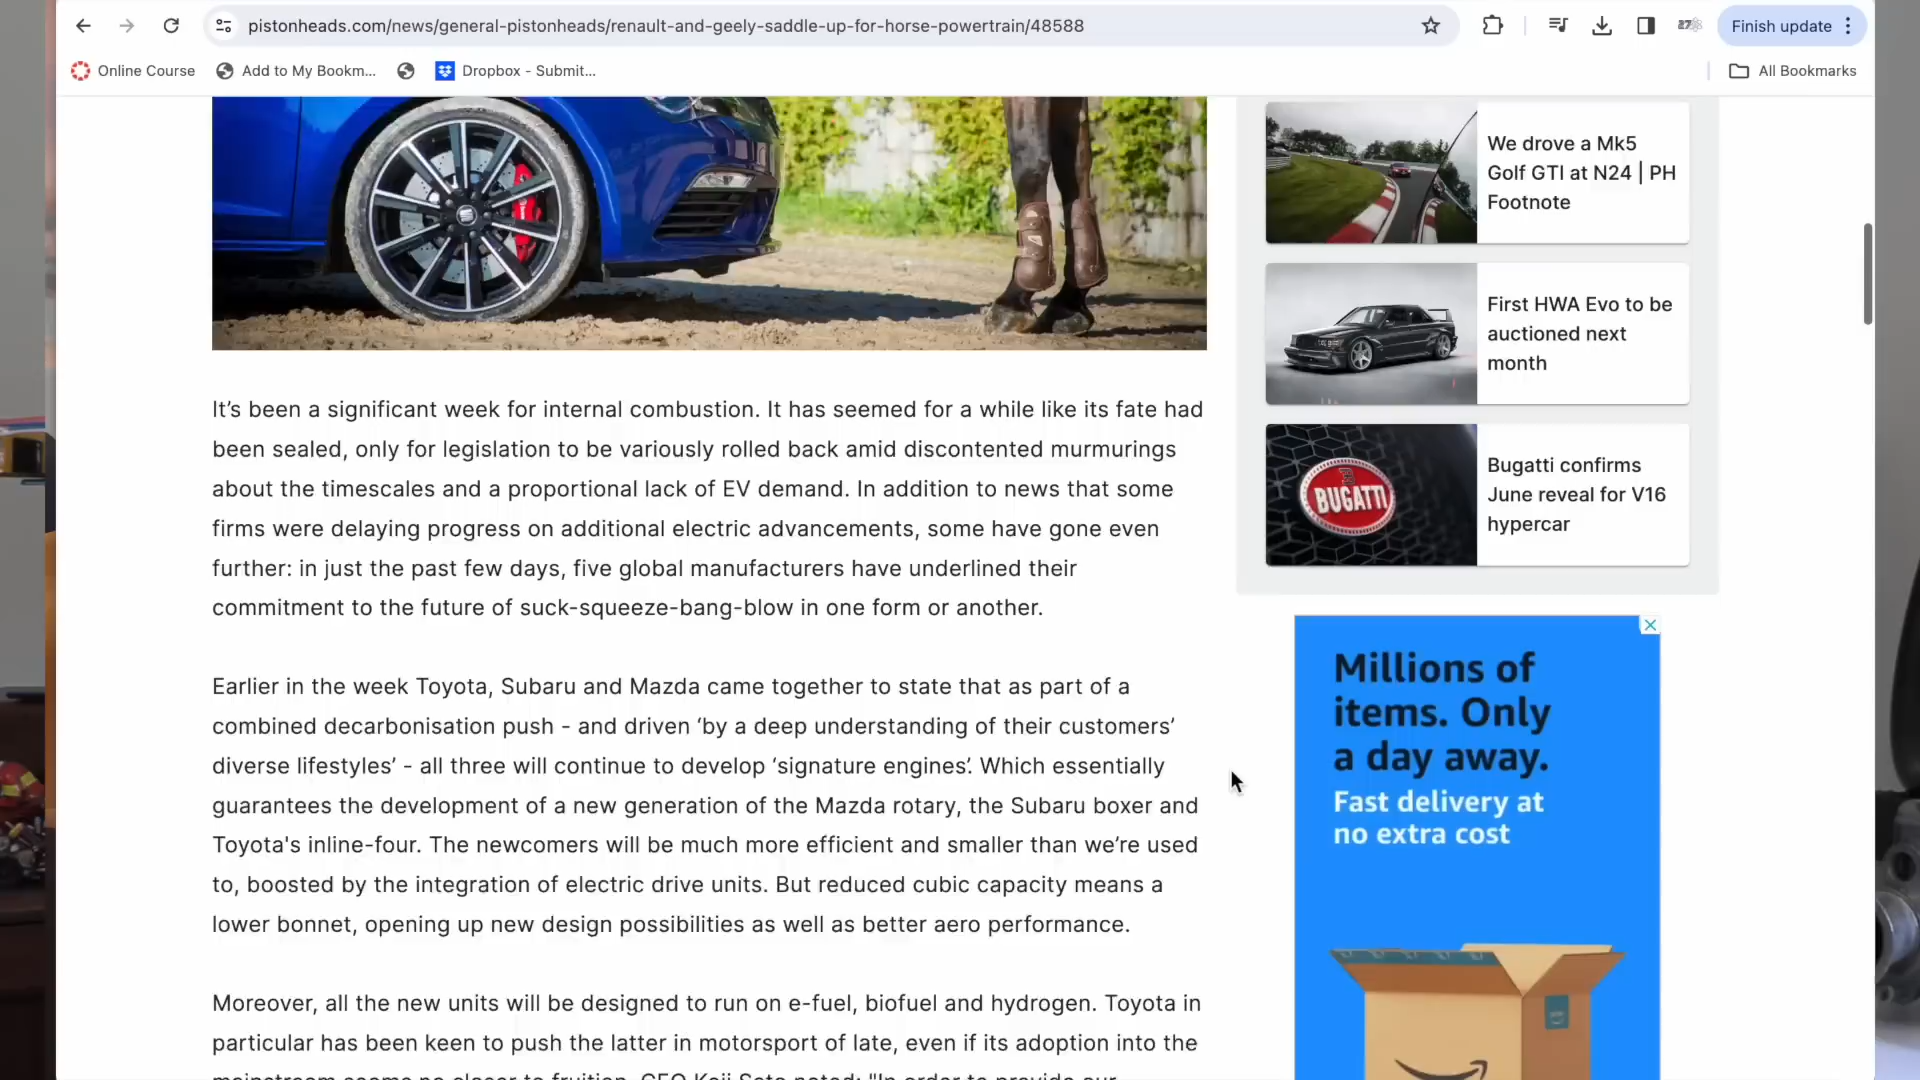 pistonheads.com/news/general-pistonheads/renault-and-geely-saddle-up-for-horse-powertrain/48588
Finish update
Online Course
Add to My Bookm...
Dropbox - Submit...
All Bookmarks
It’s been a significant week for internal combustion. It has seemed for a while like its fate had
been sealed, only for legislation to be variously rolled back amid discontented murmurings
about the timescales and a proportional lack of EV demand. In addition to news that some
firms were delaying progress on additional electric advancements, some have gone even
further: in just the past few days, five global manufacturers have underlined their
commitment to the future of suck-squeeze-bang-blow in one form or another.
Earlier in the week Toyota, Subaru and Mazda came together to state that as part of a
combined decarbonisation push - and driven ‘by a deep understanding of their customers’
diverse lifestyles’ - all three will continue to develop ‘signature engines’. Which essentially
guarantees the development of a new generation of the Mazda rotary, the Subaru boxer and
Toyota's inline-four. The newcomers will be much more efficient and smaller than we’re used
to, boosted by the integration of electric drive units. But reduced cubic capacity means a
lower bonnet, opening up new design possibilities as well as better aero performance.
Moreover, all the new units will be designed to run on e-fuel, biofuel and hydrogen. Toyota in
particular has been keen to push the latter in motorsport of late, even if its adoption into the
We drove a Mk5
Golf GTI at N24 | PH
Footnote
First HWA Evo to be
auctioned next
month
BUGATTI
Bugatti confirms
June reveal for V16
hypercar
Millions of
items. Only
a day away.
Fast delivery at
no extra cost